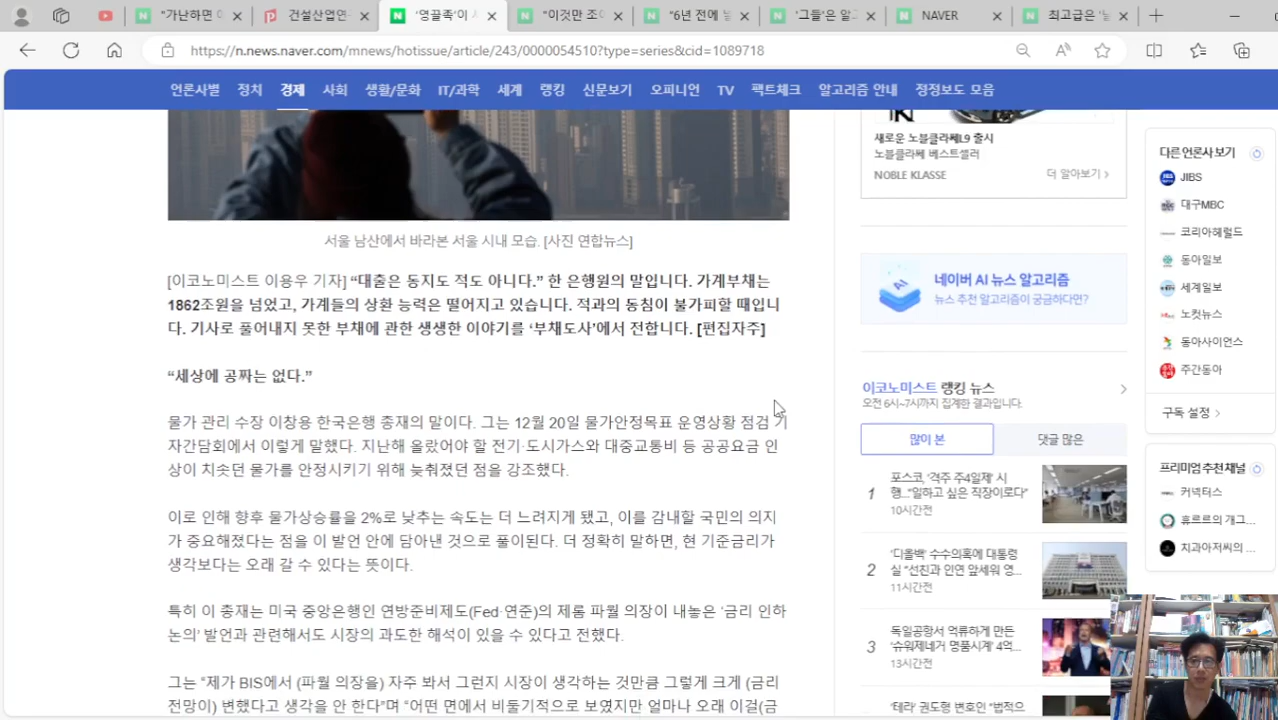 "가난하면
건설산업연
'영끌족'이
"이것만 조
"6년 전에
'그들'은 알고
NAVER
최고급은
https://n.news.naver.com/mnews/hotissue/article/243/0000054510?type=series&cid=1089718
언론사별 정치 경제 사회 생활/문화 IT/과학 세계 랭킹 신문보기 오피니언 TV 팩트체크 알고리즘 안내 정정보도 모음
서울 남산에서 바라본 서울 시내 모습. [사진 연합뉴스]
[이코노미스트 이용우 기자] “대출은 동지도 적도 아니다.” 한 은행원의 말입니다. 가계부채는
1862조원을 넘었고, 가계들의 상환 능력은 떨어지고 있습니다. 적과의 동침이 불가피할 때입니
다. 기사로 풀어내지 못한 부채에 관한 생생한 이야기를 ‘부채도사’에서 전합니다. [편집자주]
“세상에 공짜는 없다.”
물가 관리 수장 이창용 한국은행 총재의 말이다. 그는 12월 20일 물가안정목표 운영상황 점검 기
자간담회에서 이렇게 말했다. 지난해 올랐어야 할 전기·도시가스와 대중교통비 등 공공요금 인
상이 치솟던 물가를 안정시키기 위해 늦춰졌던 점을 강조했다.
이로 인해 향후 물가상승률을 2%로 낮추는 속도는 더 느려지게 됐고, 이를 감내할 국민의 의지
가 중요해졌다는 점을 이 발언 안에 담아낸 것으로 풀이된다. 더 정확히 말하면, 현 기준금리가
생각보다는 오래 갈 수 있다는 뜻이다.
특히 이 총재는 미국 중앙은행인 연방준비제도(Fed·연준)의 제롬 파월 의장이 내놓은 ‘금리 인하
논의’ 발언과 관련해서도 시장의 과도한 해석이 있을 수 있다고 전했다.
그는 “제가 BIS에서 (파월 의장을) 자주 봐서 그런지 시장이 생각하는 것만큼 그렇게 크게 (금리
전망이) 변했다고 생각을 안 한다”며 “어떤 면에서 비둘기적으로 보였지만 얼마나 오래 이걸(금
새로운 노블클라쎄L9 출시
노블클라쎄 베스트셀러
NOBLE KLASSE 더 알아보기 >
네이버 AI 뉴스 알고리즘
뉴스 추천 알고리즘이 궁금하다면?
이코노미스트 랭킹 뉴스
오전 6시~7시까지 집계한 결과입니다.
많이 본 댓글 많은
1 포스코, '격주 주4일제' 시
행…"일하고 싶은 직장이로다"
10시간전
2 '디올백' 수수의혹에 대통령
실 "선친과 인연 앞세워 영...
11시간전
3 독일공항서 억류하게 만든
'슈워제네거 명품시계' 4억...
13시간전
'테라' 권도형 변호인 "법적으
다른 언론사 보기
JIBS
대구MBC
코리아헤럴드
동아일보
세계일보
노컷뉴스
동아사이언스
주간동아
구독 설정 >
프리미엄 추천 채널
커넥터스
휴르르의 개그...
치과아저씨의 ...